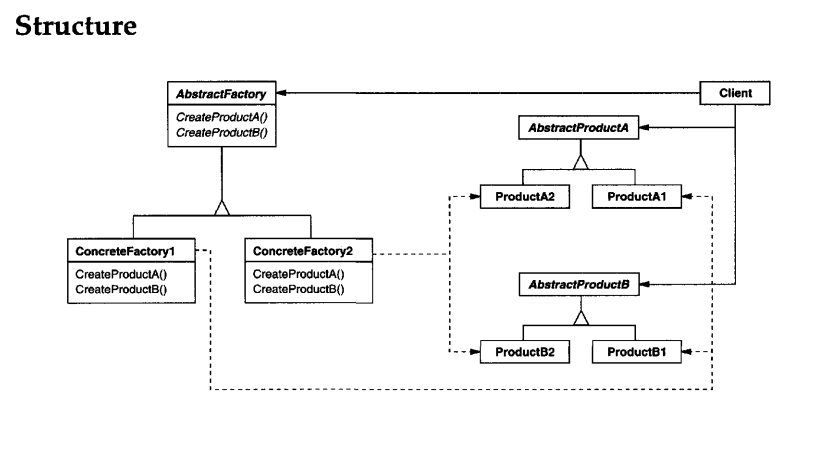 Structure
AbstractFactory
CreateProductA()
CreateProductB()
Client
AbstractProductA
ProductA2
ProductA1
ConcreteFactory1
CreateProductA()
CreateProductB()
ConcreteFactory2
CreateProductA()
CreateProductB()
AbstractProductB
ProductB2
ProductB1